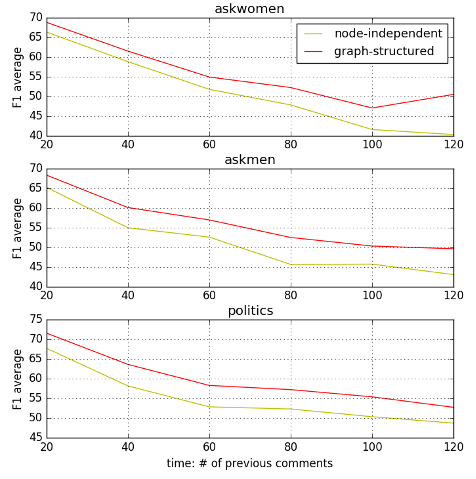 askwomen
70
65
60
55
50
45
40
F1 average
node-independent
graph-structured
20 40 60 80 100 120
askmen
70
65
60
55
50
45
40
F1 average
20 40 60 80 100 120
politics
75
70
65
60
55
50
45
F1 average
20 40 60 80 100 120
time: # of previous comments